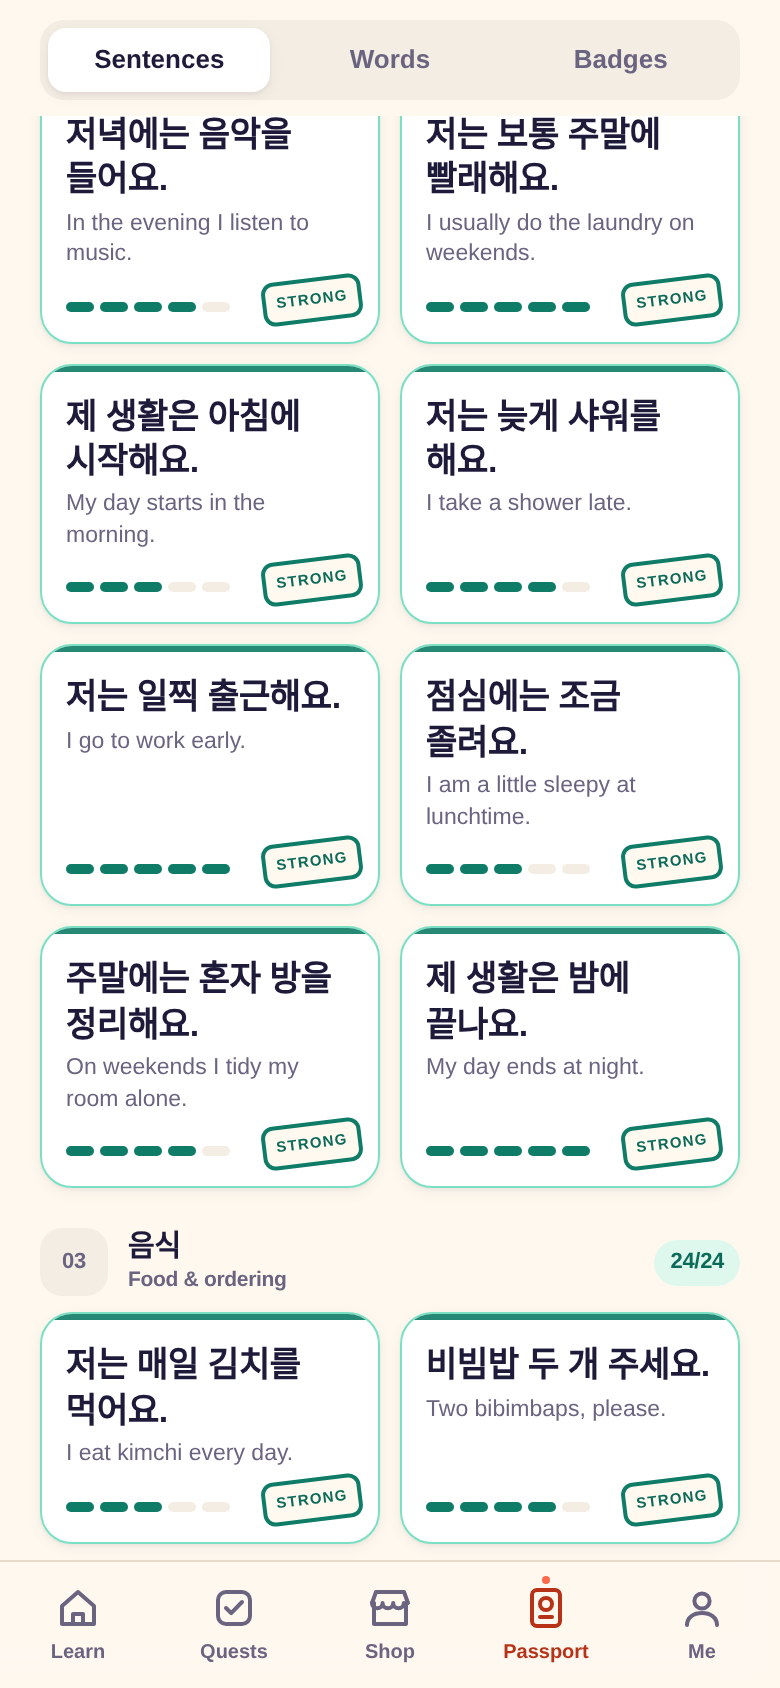 Sentences
Words
Badges
저녁에는 음악을
들어요.
In the evening I listen to
music.
STRONG
저는 보통 주말에
빨래해요.
I usually do the laundry on
weekends.
STRONG
제 생활은 아침에
시작해요.
My day starts in the
morning.
STRONG
저는 늦게 샤워를
해요.
I take a shower late.
STRONG
저는 일찍 출근해요.
I go to work early.
STRONG
점심에는 조금
졸려요.
I am a little sleepy at
lunchtime.
STRONG
주말에는 혼자 방을
정리해요.
On weekends I tidy my
room alone.
STRONG
제 생활은 밤에
끝나요.
My day ends at night.
STRONG
03
음식
Food & ordering
24/24
저는 매일 김치를
먹어요.
I eat kimchi every day.
STRONG
비빔밥 두 개 주세요.
Two bibimbaps, please.
STRONG
Learn
Quests
Shop
Passport
Me